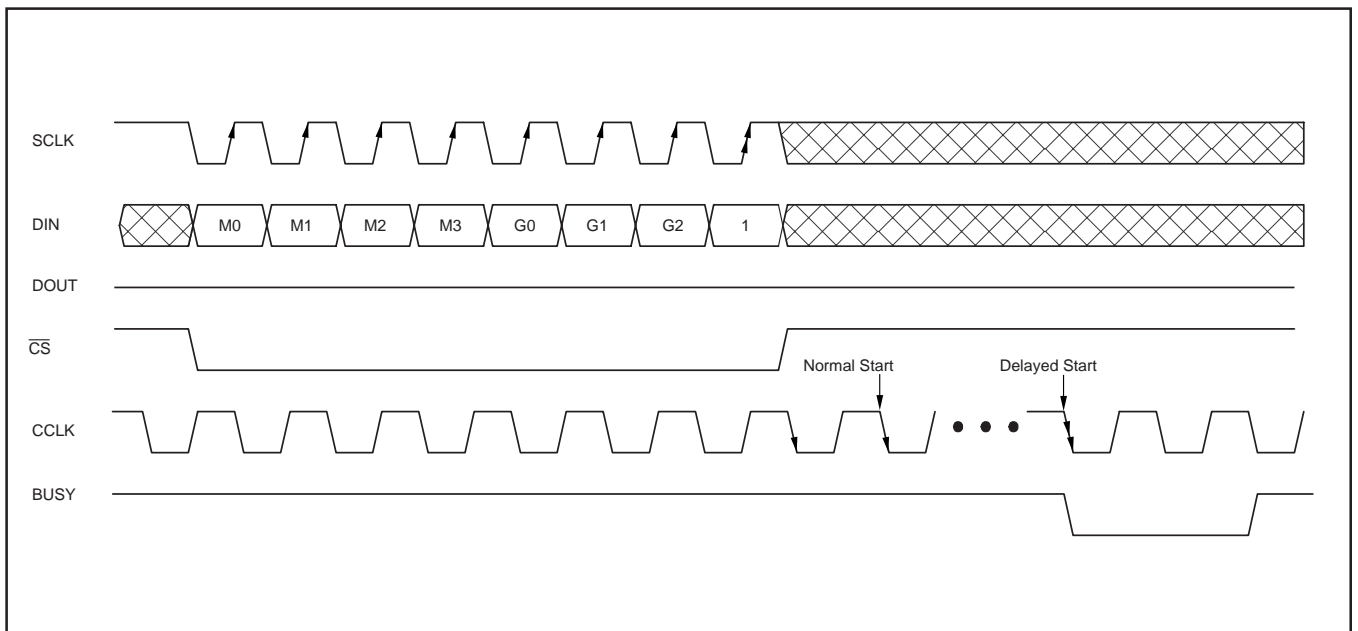 SCLK
DIN
M0 M1 M2 M3 G0 G1 G2 1
DOUT
CS
Normal Start Delayed Start
CCLK
BUSY